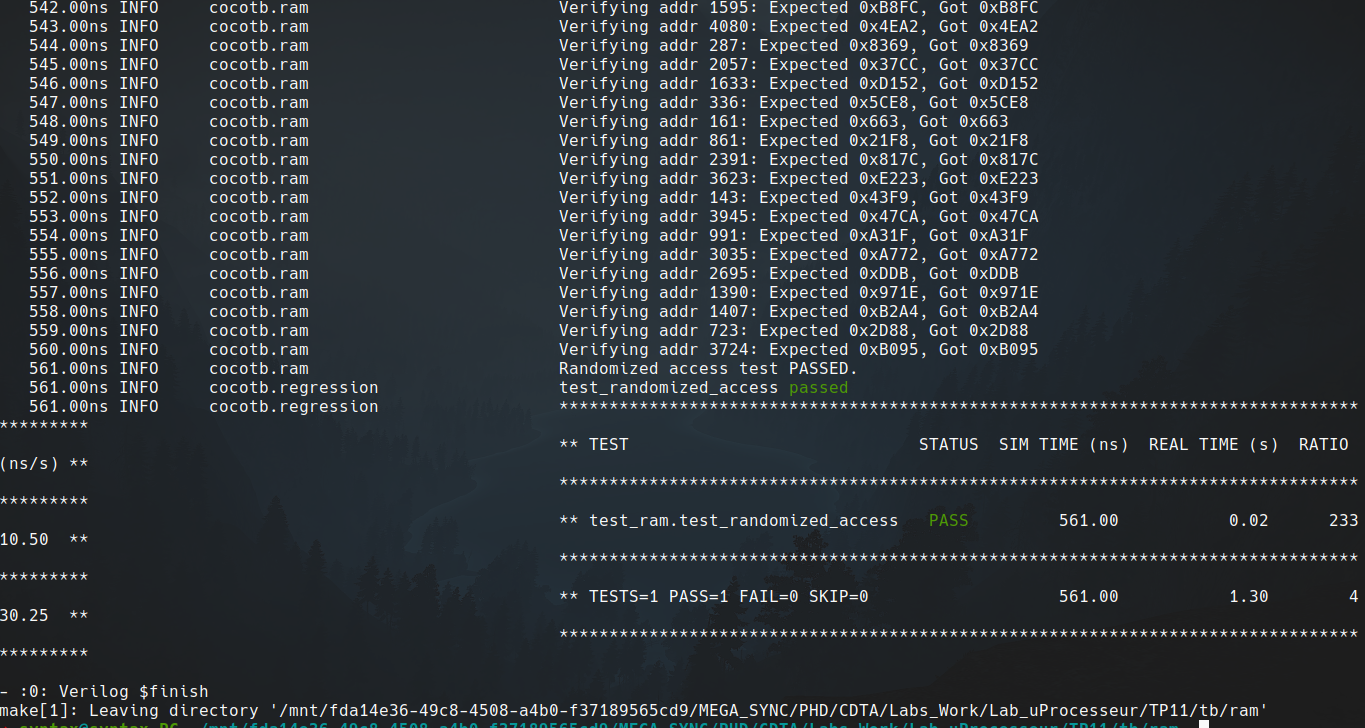 542.00ns INFO     cocotb.ram                         Verifying addr 1595: Expected 0xB8FC, Got 0xB8FC
543.00ns INFO     cocotb.ram                         Verifying addr 4080: Expected 0x4EA2, Got 0x4EA2
544.00ns INFO     cocotb.ram                         Verifying addr 287: Expected 0x8369, Got 0x8369
545.00ns INFO     cocotb.ram                         Verifying addr 2057: Expected 0x37CC, Got 0x37CC
546.00ns INFO     cocotb.ram                         Verifying addr 1633: Expected 0xD152, Got 0xD152
547.00ns INFO     cocotb.ram                         Verifying addr 336: Expected 0x5CE8, Got 0x5CE8
548.00ns INFO     cocotb.ram                         Verifying addr 161: Expected 0x663, Got 0x663
549.00ns INFO     cocotb.ram                         Verifying addr 861: Expected 0x21F8, Got 0x21F8
550.00ns INFO     cocotb.ram                         Verifying addr 2391: Expected 0x817C, Got 0x817C
551.00ns INFO     cocotb.ram                         Verifying addr 3623: Expected 0xE223, Got 0xE223
552.00ns INFO     cocotb.ram                         Verifying addr 143: Expected 0x43F9, Got 0x43F9
553.00ns INFO     cocotb.ram                         Verifying addr 3945: Expected 0x47CA, Got 0x47CA
554.00ns INFO     cocotb.ram                         Verifying addr 991: Expected 0xA31F, Got 0xA31F
555.00ns INFO     cocotb.ram                         Verifying addr 3035: Expected 0xA772, Got 0xA772
556.00ns INFO     cocotb.ram                         Verifying addr 2695: Expected 0xDDB, Got 0xDDB
557.00ns INFO     cocotb.ram                         Verifying addr 1390: Expected 0x971E, Got 0x971E
558.00ns INFO     cocotb.ram                         Verifying addr 1407: Expected 0xB2A4, Got 0xB2A4
559.00ns INFO     cocotb.ram                         Verifying addr 723: Expected 0x2D88, Got 0x2D88
560.00ns INFO     cocotb.ram                         Verifying addr 3724: Expected 0xB095, Got 0xB095
561.00ns INFO     cocotb.ram                         Randomized access test PASSED.
561.00ns INFO     cocotb.regression                  test_randomized_access passed
561.00ns INFO     cocotb.regression                  ********************************************************************************
*********
** TEST                             STATUS  SIM TIME (ns)  REAL TIME (s)  RATIO
(ns/s) **
********************************************************************************
*********
** test_ram.test_randomized_access   PASS         561.00           0.02      233
10.50  **
********************************************************************************
*********
** TESTS=1 PASS=1 FAIL=0 SKIP=0                   561.00           1.30        4
30.25  **
********************************************************************************
*********
- :0: Verilog $finish
make[1]: Leaving directory '/mnt/fda14e36-49c8-4508-a4b0-f37189565cd9/MEGA_SYNC/PHD/CDTA/Labs_Work/Lab_uProcesseur/TP11/tb/ram'
/mnt/fda14e36-49c8-4508-a4b0-f37189565cd9/MEGA_SYNC/PHD/CDTA/Labs_Work/Lab_uProcesseur/TP11/tb/ram